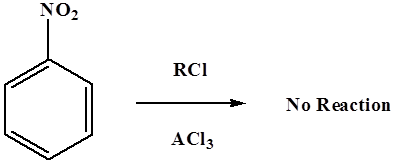 NO2
RCl
No Reaction
ACl3